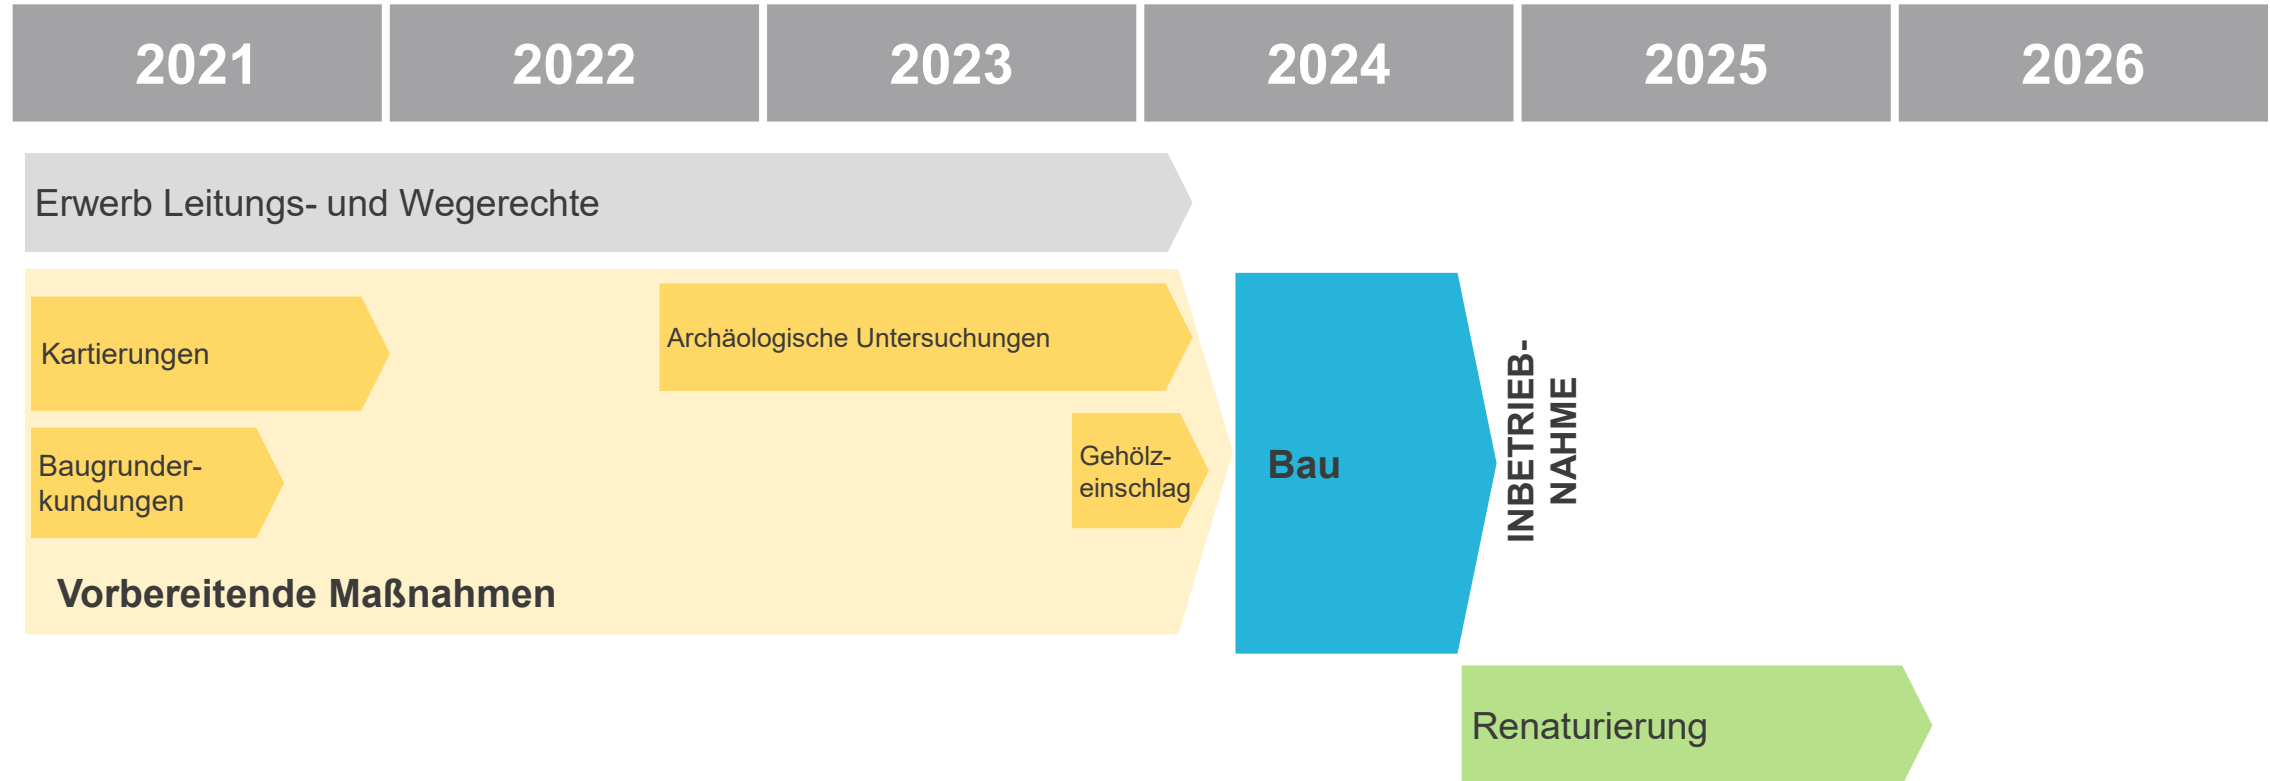 2021
2022
2023
2024
2025
2026
Erwerb Leitungs- und Wegerechte
Kartierungen
Archäologische Untersuchungen
Baugrunder-
kundungen
Gehölz-
einschlag
Vorbereitende Maßnahmen
Bau
INBETRIEB-
NAHME
Renaturierung